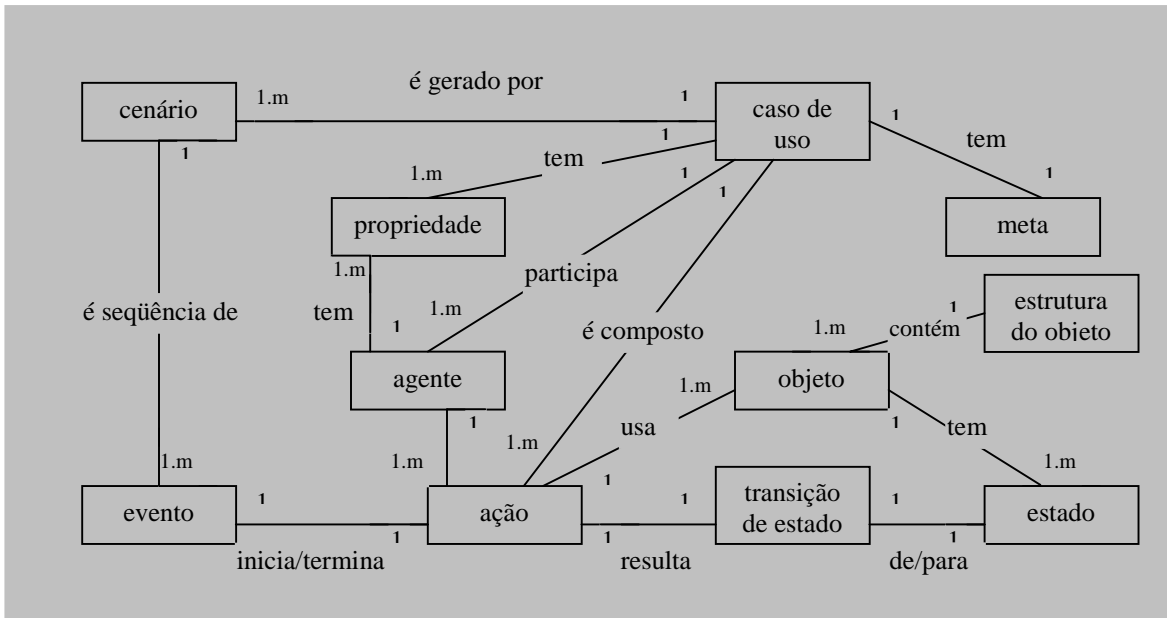 é gerado por
cenário
1.m
1
caso de
uso
1
1
tem
1
1
tem
1
1
1.m
1
propriedade
meta
1.m
participa
1
estrutura
do objeto
é seqüência de
tem
1.m
1
é composto
1.m
contém
agente
objeto
1.m
1
usa
1
tem
1.m
1.m
1.m
1.m
evento
1
1
ação
1
1
1
transição
de estado
1
1
estado
inicia/termina
resulta
de/para